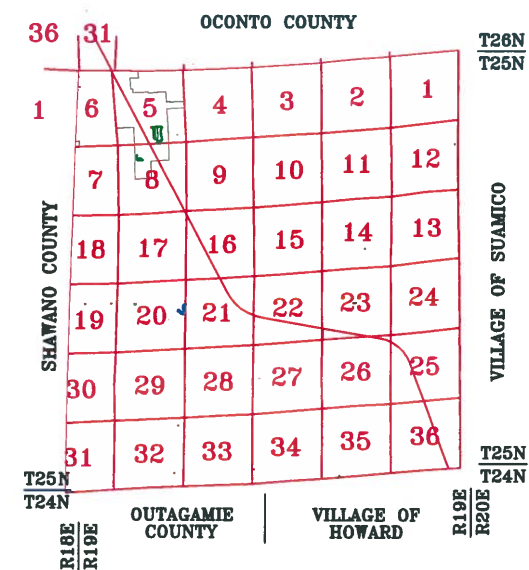 OCONTO COUNTY
36 31
T26N
T25N
1 6 5 4 3 2 1
7 8 9 10 11 12
18 17 16 15 14 13
19 20 21 22 23 24
30 29 28 27 26 25
31 32 33 34 35 36
SHAWANO COUNTY
VILLAGE OF SUAMICO
T25N
T24N
T25N
T24N
R18E
R19E
OUTAGAMIE
COUNTY
VILLAGE OF
HOWARD
R19E
R20E